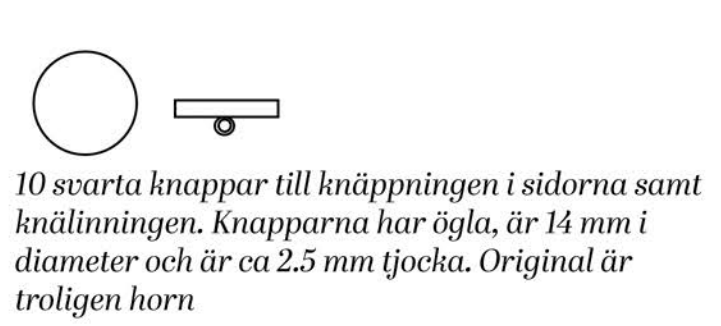 10 svarta knappar till knäppningen i sidorna samt
knälinningen. Knapparna har ögla, är 14 mm i
diameter och är ca 2.5 mm tjocka. Original är
troligen horn